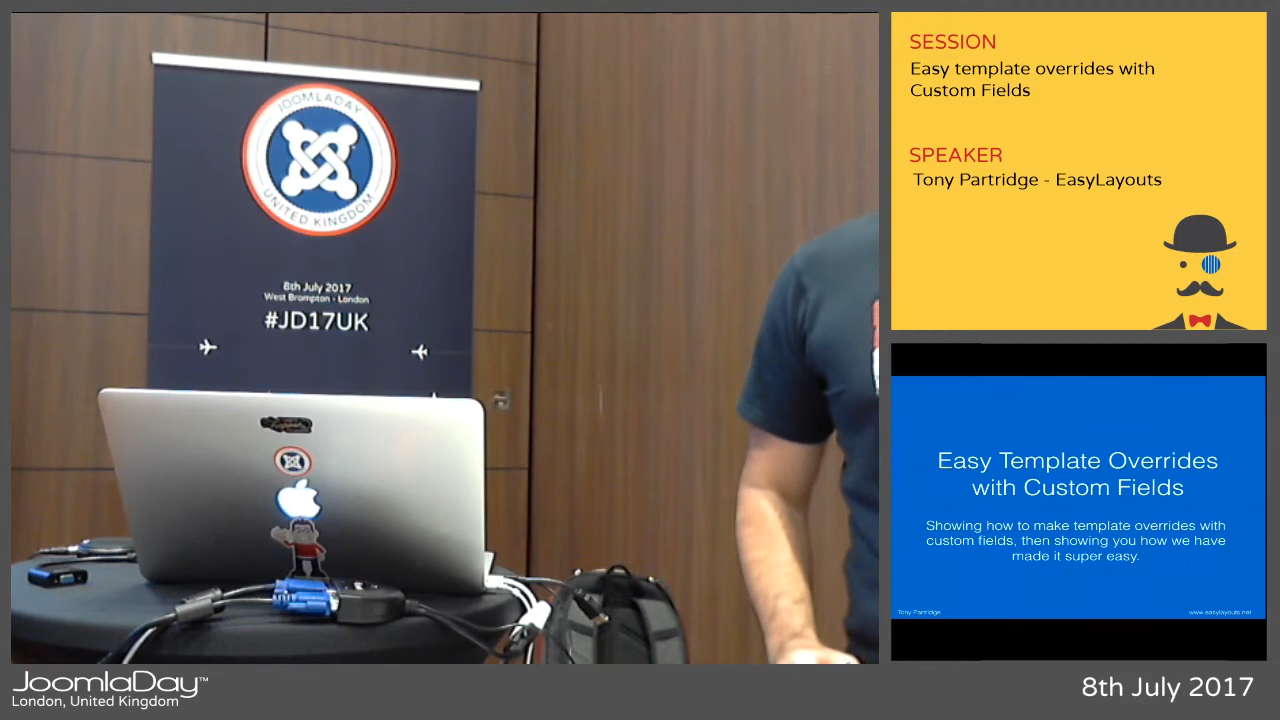 JOOMLADAY
UNITED KINGDOM
8th July 2017
West Brompton - London
#JD17UK
SESSION
Easy template overrides with
Custom Fields
SPEAKER
Tony Partridge - EasyLayouts
Easy Template Overrides
with Custom Fields
Showing how to make template overrides with
custom fields, then showing you how we have
made it super easy.
Tony Partridge
www.easylayouts.net
JoomlaDay™
London, United Kingdom
8th July 2017